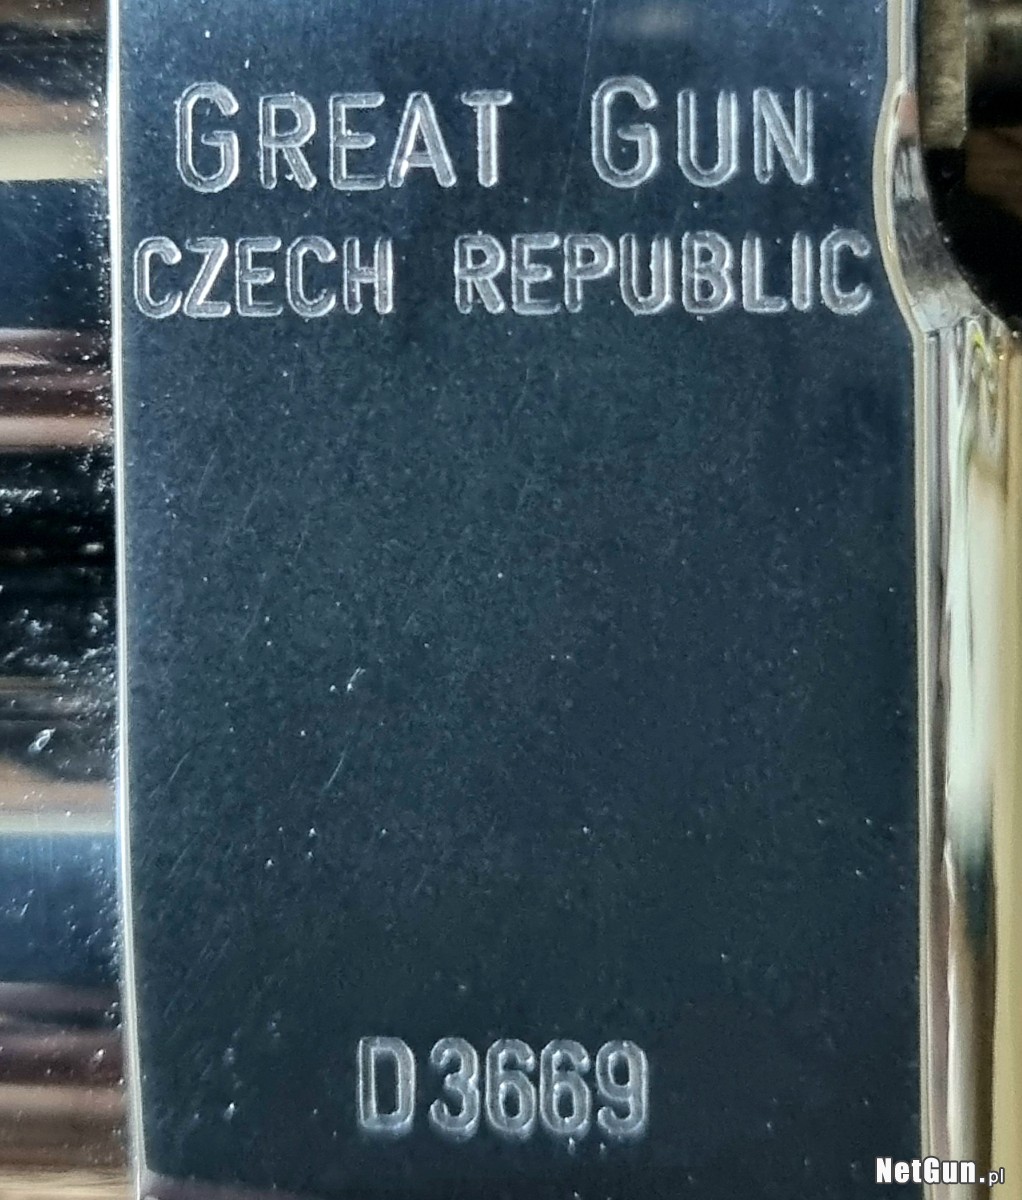 GREAT GUN
CZECH REPUBLIC
D3669
NetGun.pl